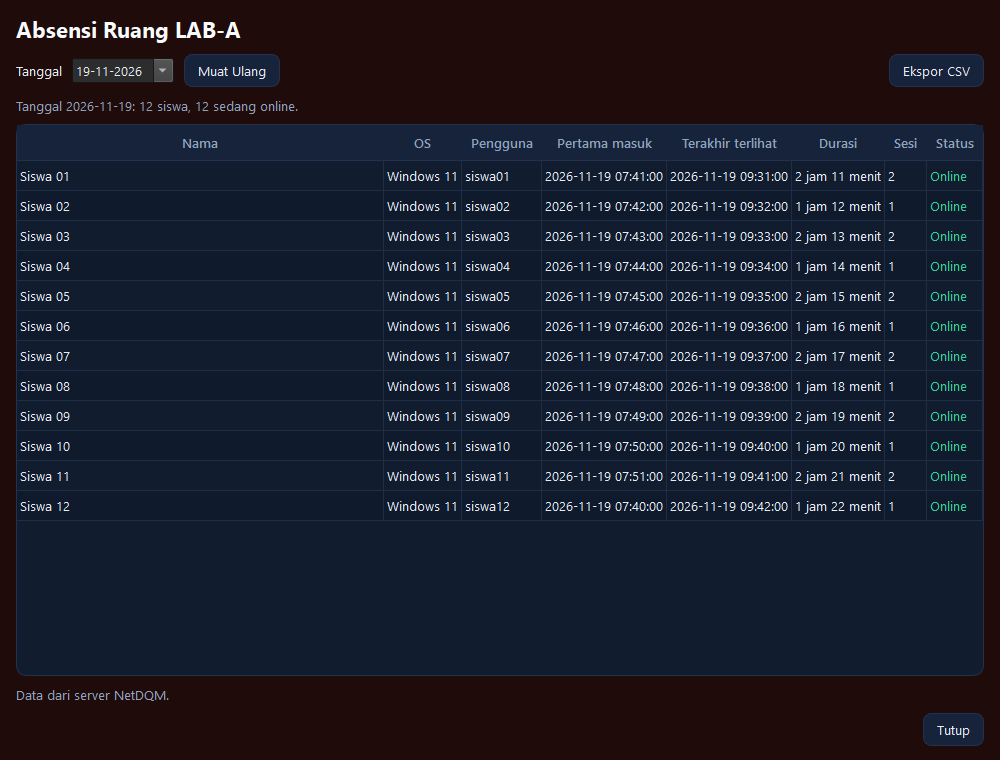 Absensi Ruang LAB-A
Tanggal 19-11-2026 Muat Ulang Ekspor CSV
Tanggal 2026-11-19: 12 siswa, 12 sedang online.
Nama OS Pengguna Pertama masuk Terakhir terlihat Durasi Sesi Status
Siswa 01 Windows 11 siswa01 2026-11-19 07:41:00 2026-11-19 09:31:00 2 jam 11 menit 2 Online
Siswa 02 Windows 11 siswa02 2026-11-19 07:42:00 2026-11-19 09:32:00 1 jam 12 menit 1 Online
Siswa 03 Windows 11 siswa03 2026-11-19 07:43:00 2026-11-19 09:33:00 2 jam 13 menit 2 Online
Siswa 04 Windows 11 siswa04 2026-11-19 07:44:00 2026-11-19 09:34:00 1 jam 14 menit 1 Online
Siswa 05 Windows 11 siswa05 2026-11-19 07:45:00 2026-11-19 09:35:00 2 jam 15 menit 2 Online
Siswa 06 Windows 11 siswa06 2026-11-19 07:46:00 2026-11-19 09:36:00 1 jam 16 menit 1 Online
Siswa 07 Windows 11 siswa07 2026-11-19 07:47:00 2026-11-19 09:37:00 2 jam 17 menit 2 Online
Siswa 08 Windows 11 siswa08 2026-11-19 07:48:00 2026-11-19 09:38:00 1 jam 18 menit 1 Online
Siswa 09 Windows 11 siswa09 2026-11-19 07:49:00 2026-11-19 09:39:00 2 jam 19 menit 2 Online
Siswa 10 Windows 11 siswa10 2026-11-19 07:50:00 2026-11-19 09:40:00 1 jam 20 menit 1 Online
Siswa 11 Windows 11 siswa11 2026-11-19 07:51:00 2026-11-19 09:41:00 2 jam 21 menit 2 Online
Siswa 12 Windows 11 siswa12 2026-11-19 07:40:00 2026-11-19 09:42:00 1 jam 22 menit 1 Online
Data dari server NetDQM.
Tutup